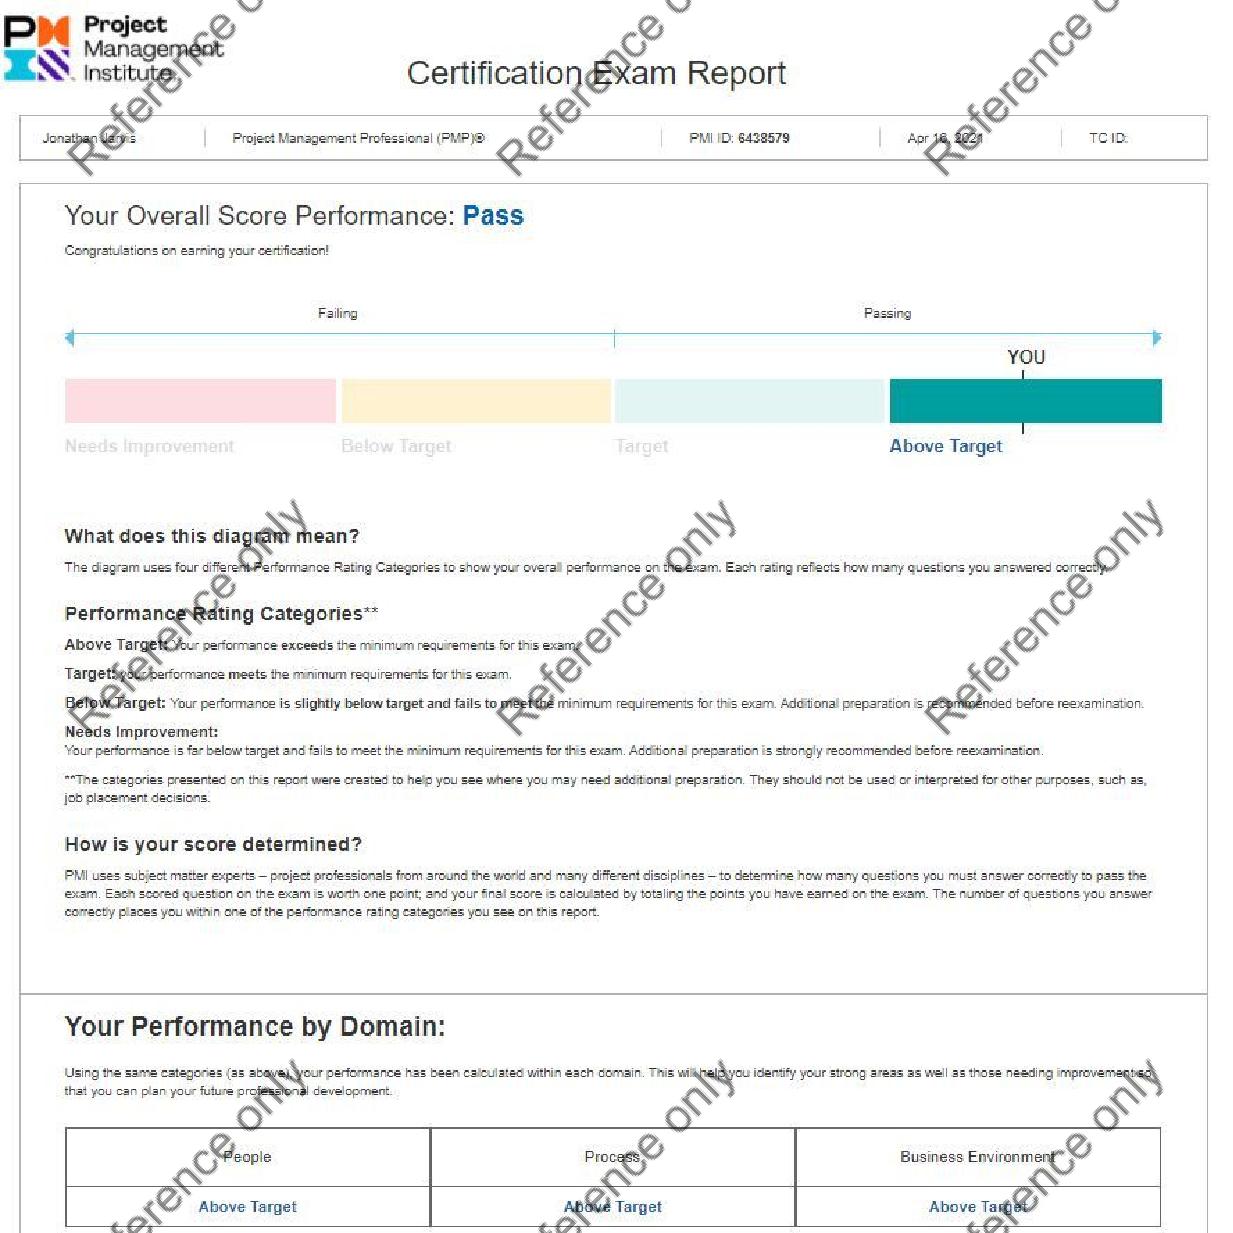 Project
Management
Institute
Certification Exam Report
Jonathan Jarvis Project Management Professional (PMP)® PMI ID: 6438579 Apr 16, 2021 TC ID:
Your Overall Score Performance: Pass
Congratulations on earning your certification!
Failing Passing
YOU
Needs Improvement Below Target Target Above Target
What does this diagram mean?
The diagram uses four different Performance Rating Categories to show your overall performance on the exam. Each rating reflects how many questions you answered correctly.
Performance Rating Categories**
Above Target: Your performance exceeds the minimum requirements for this exam.
Target: your performance meets the minimum requirements for this exam.
Below Target: Your performance is slightly below target and fails to meet the minimum requirements for this exam. Additional preparation is recommended before reexamination.
Needs Improvement:
Your performance is far below target and fails to meet the minimum requirements for this exam. Additional preparation is strongly recommended before reexamination.
**The categories presented on this report were created to help you see where you may need additional preparation. They should not be used or interpreted for other purposes, such as,
job placement decisions.
How is your score determined?
PMI uses subject matter experts – project professionals from around the world and many different disciplines – to determine how many questions you must answer correctly to pass the
exam. Each scored question on the exam is worth one point; and your final score is calculated by totaling the points you have earned on the exam. The number of questions you answer
correctly places you within one of the performance rating categories you see on this report.
Your Performance by Domain:
Using the same categories (as above), your performance has been calculated within each domain. This will help you identify your strong areas as well as those needing improvement so
that you can plan your future professional development.
People Process Business Environment
Above Target Above Target Above Target
Reference o
Reference o
Reference o
Reference only
Reference only
Reference only
erence only
erence only
erence only